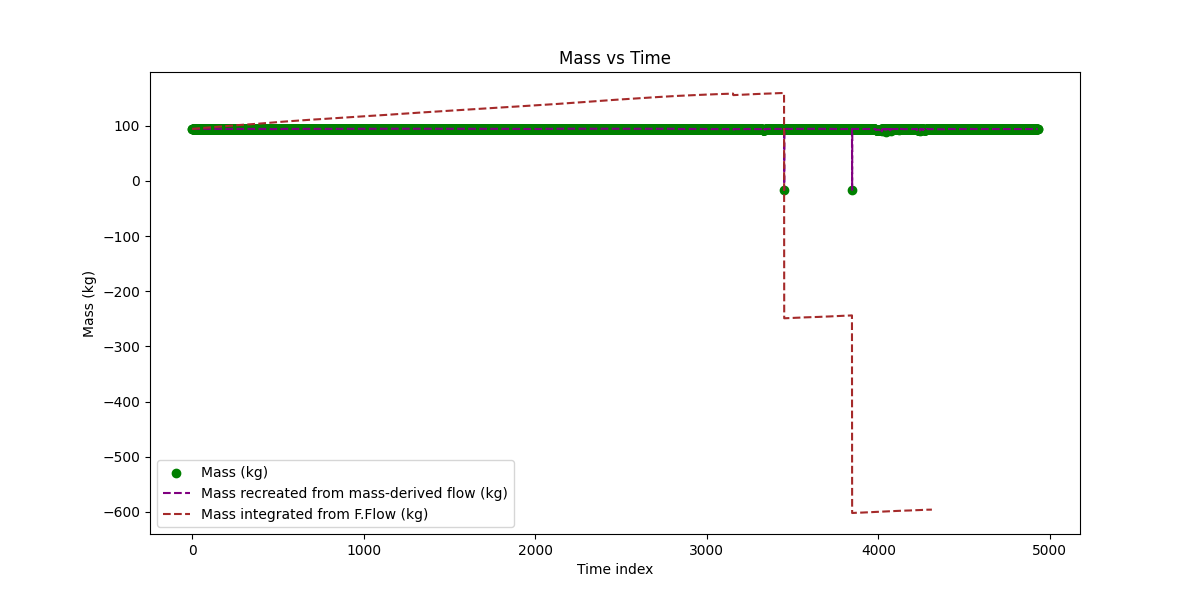 Mass vs Time
Mass (kg)
100
0
−100
−200
−300
−400
−500
−600
Mass (kg)
Mass recreated from mass-derived flow (kg)
Mass integrated from F.Flow (kg)
0 1000 2000 3000 4000 5000
Time index